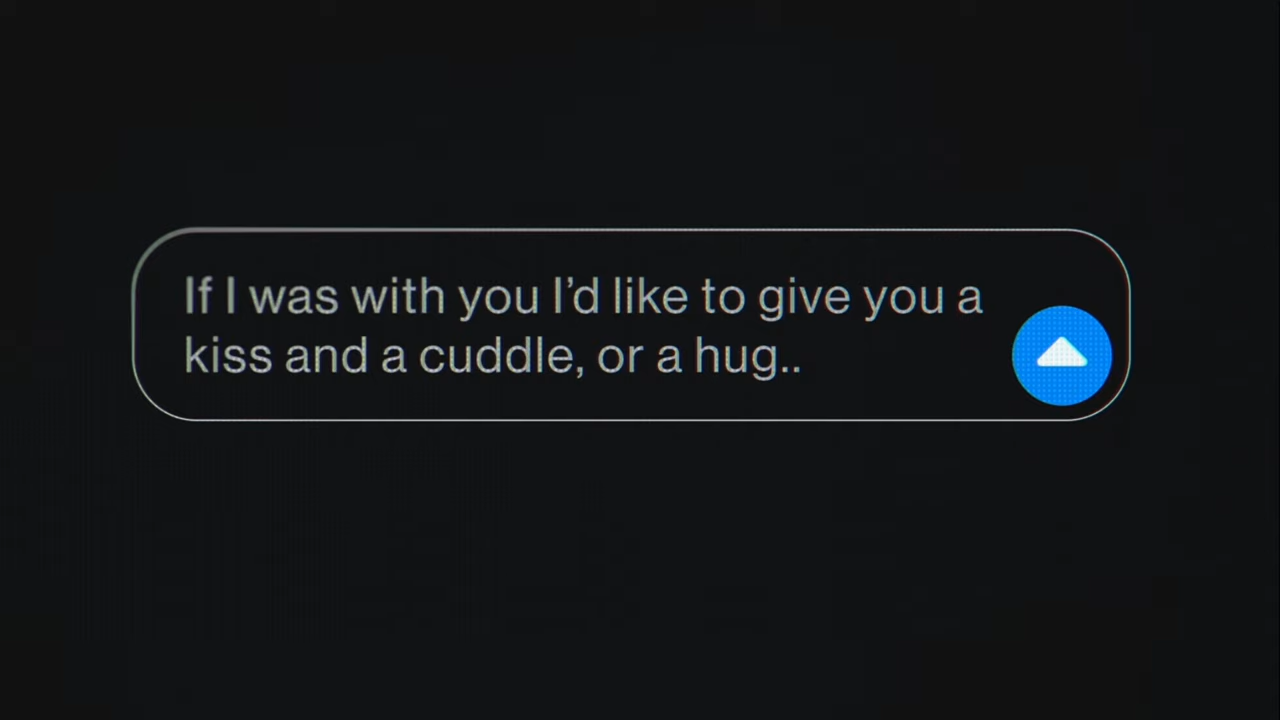 If I was with you I’d like to give you a
kiss and a cuddle, or a hug..